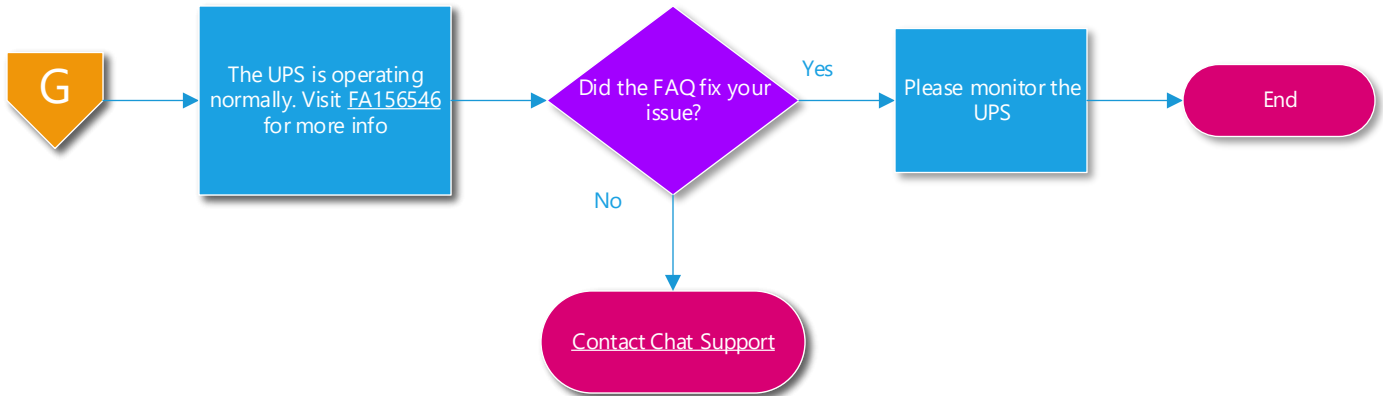 G
The UPS is operating
normally. Visit FA156546
for more info
Did the FAQ fix your
issue?
Yes
Please monitor the
UPS
End
No
Contact Chat Support